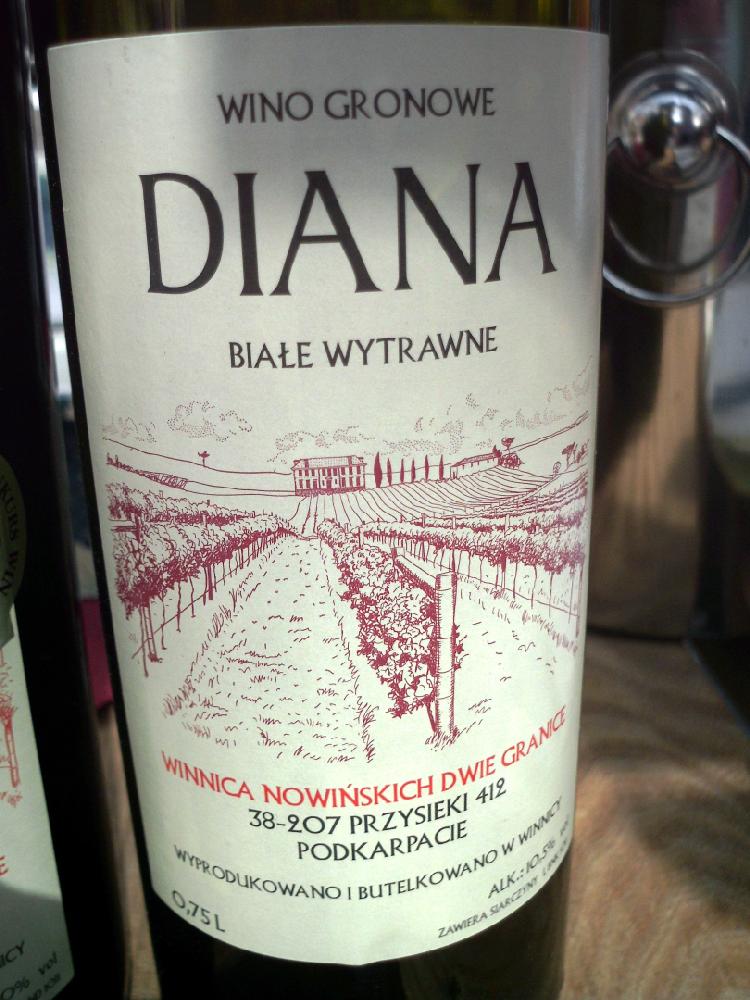 WINO GRONOWE
DIANA
BIAŁE WYTRAWNE
WINNICA NOWIŃSKICH DWIE GRANICE
38-207 PRZYSIEKI 412
PODKARPACIE
WYPRODUKOWANO I BUTELKOWANO W WINNICY
0,75 L
ALK.: 10.5% vol
ZAWIERA SIARCZYNY